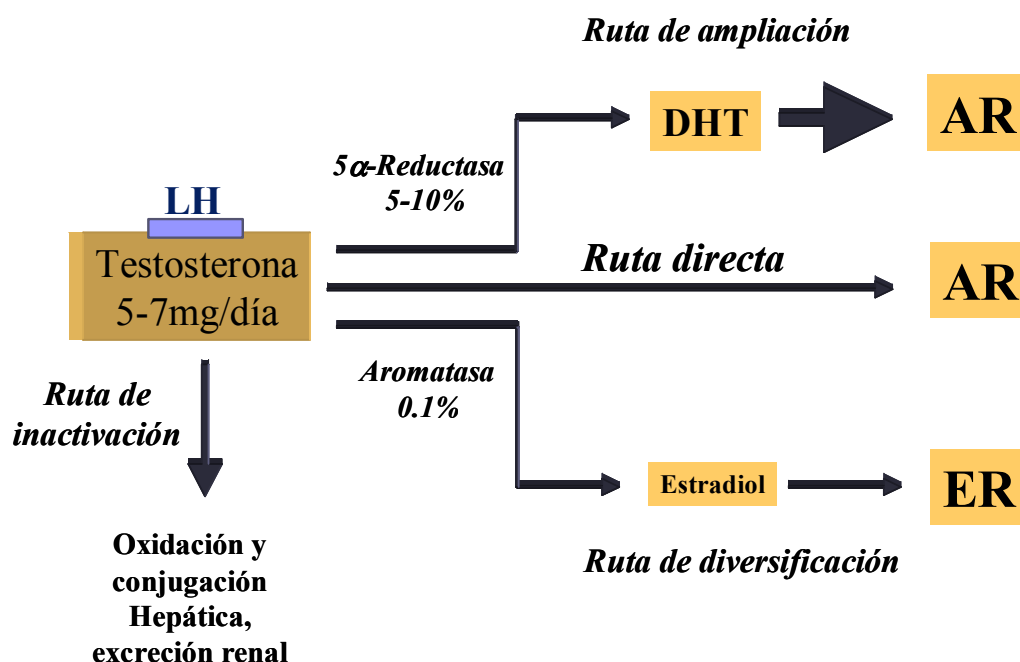 Ruta de ampliación
DHT
AR
5α-Reductasa
5-10%
LH
Testosterona
5-7mg/día
Ruta directa
AR
Aromatasa
0.1%
Ruta de
inactivación
Estradiol
ER
Ruta de diversificación
Oxidación y
conjugación
Hepática,
excreción renal